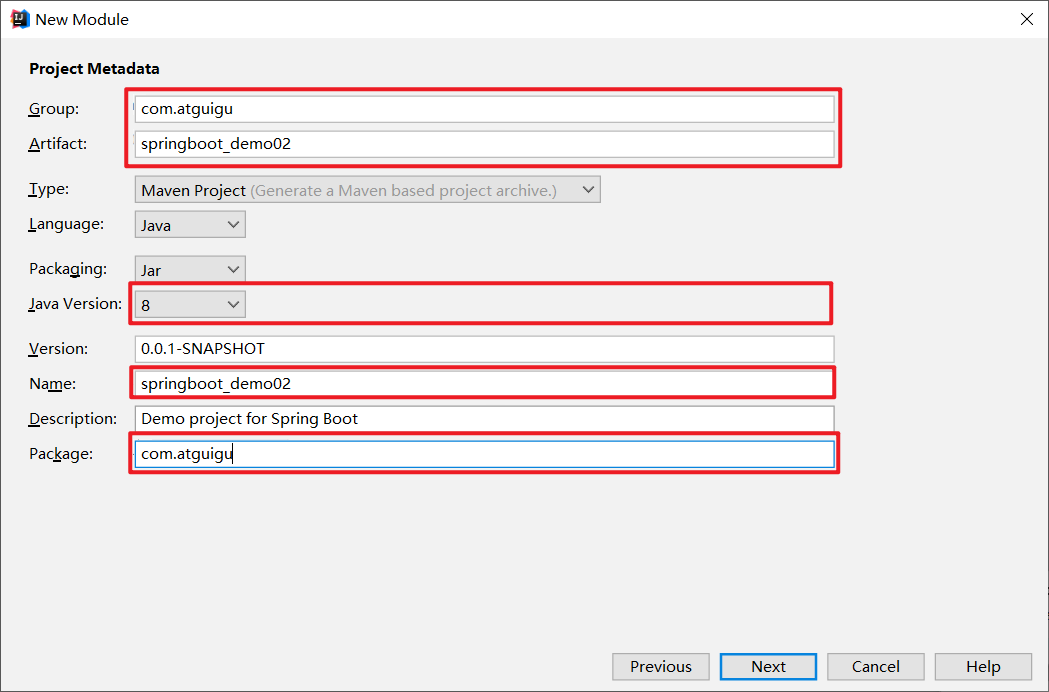 New Module
Project Metadata
Group: com.atguigu
Artifact: springboot_demo02
Type: Maven Project (Generate a Maven based project archive.)
Language: Java
Packaging: Jar
Java Version: 8
Version: 0.0.1-SNAPSHOT
Name: springboot_demo02
Description: Demo project for Spring Boot
Package: com.atguigu
Previous Next Cancel Help